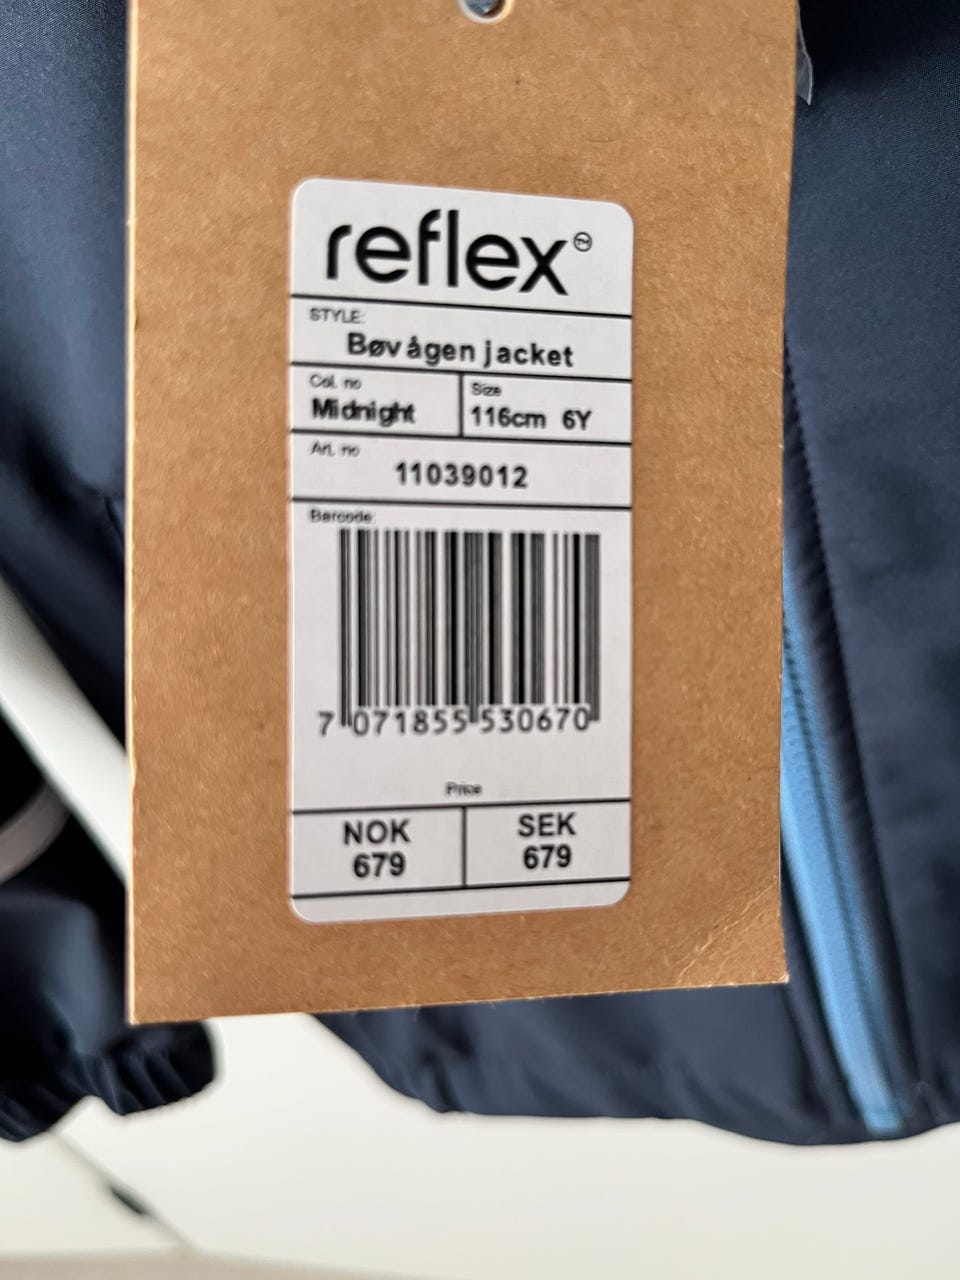 reflex™
STYLE:
Bøvågen jacket
Col. no
Size
Midnight
116cm 6Y
Art. no
11039012
Barcode:
7 071855 530670
Price
NOK
SEK
679
679